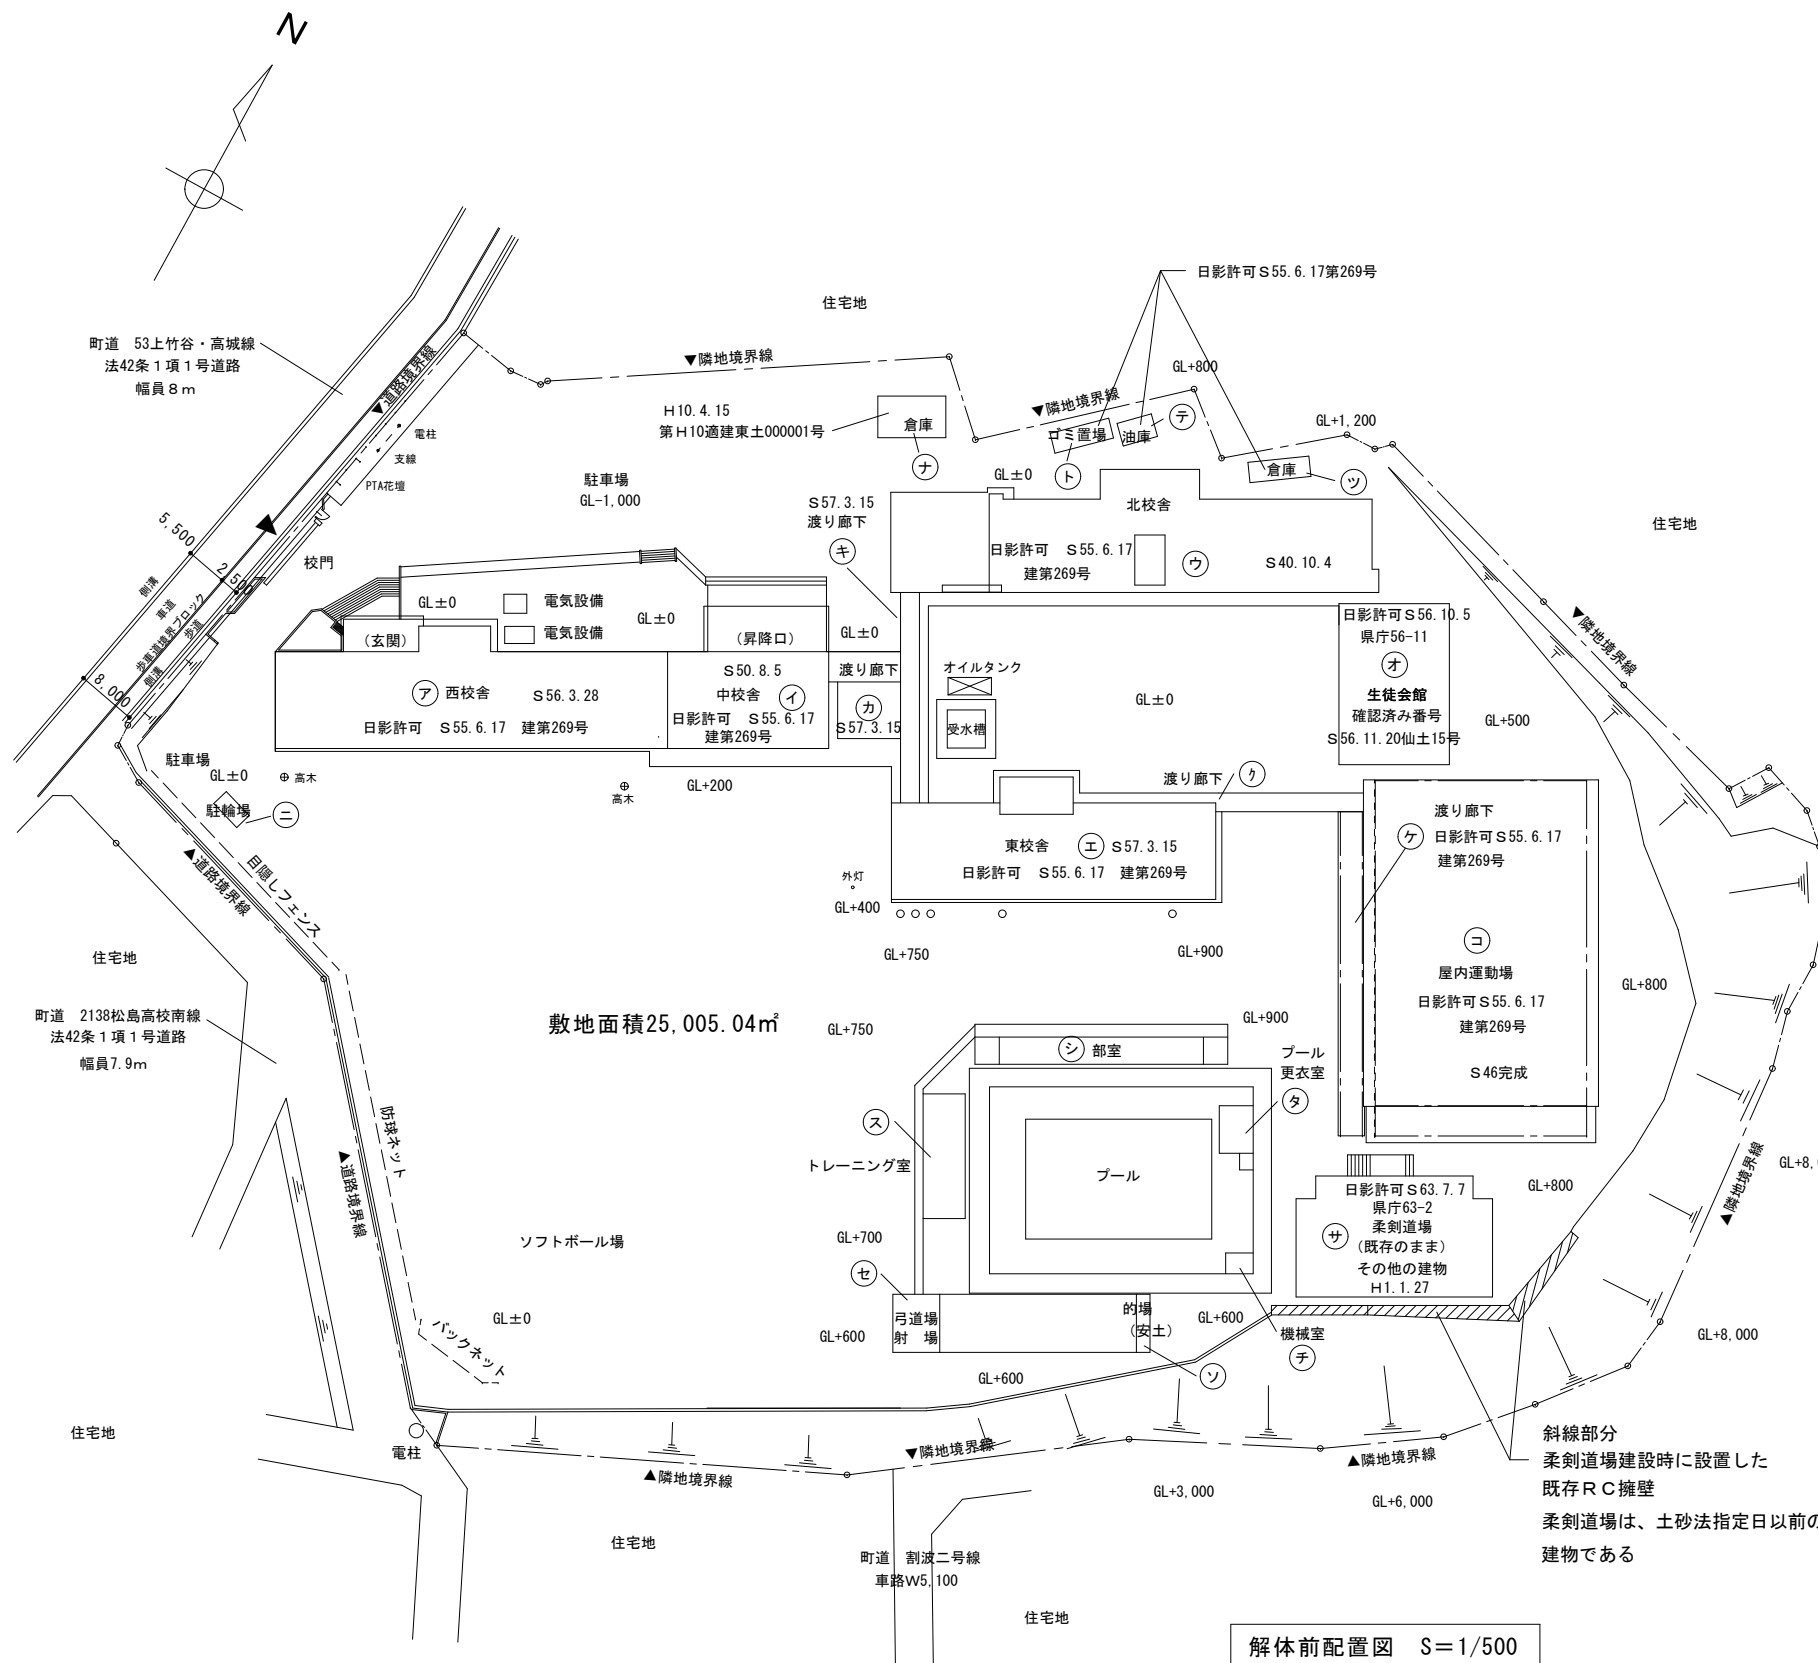 N
町道　53上竹谷・高城線
法42条１項１号道路
幅員８ｍ
▼道路境界線
電柱
支線
PTA花壇
校門
5,500
2,500
8,000
側溝
車道
歩車道境界ブロック
歩道
側溝
住宅地
▼隣地境界線
日影許可Ｓ55.6.17第269号
GL+800
▼隣地境界線
GL+1,200
Ｈ10.4.15
第Ｈ10適建東土000001号
倉庫
ナ
ゴミ置場
油庫
テ
ト
倉庫
ツ
駐車場
GL-1,000
Ｓ57.3.15
渡り廊下
キ
GL±0
北校舎
日影許可　Ｓ55.6.17
建第269号
ウ
Ｓ40.10.4
住宅地
▼隣地境界線
GL±0
電気設備
電気設備
GL±0
（玄関）
（昇降口）
GL±0
ア
西校舎
Ｓ56.3.28
日影許可　Ｓ55.6.17　建第269号
Ｓ50.8.5
中校舎
イ
日影許可　Ｓ55.6.17
建第269号
渡り廊下
カ
Ｓ57.3.15
オイルタンク
受水槽
GL±0
日影許可Ｓ56.10.5
県庁56-11
オ
生徒会館
確認済み番号
Ｓ56.11.20仙土15号
GL+500
駐車場
GL±0
高木
高木
GL+200
駐輪場
ニ
渡り廊下
ク
東校舎
エ
Ｓ57.3.15
日影許可　Ｓ55.6.17　建第269号
渡り廊下
ケ
日影許可Ｓ55.6.17
建第269号
▲道路境界線
目隠しフェンス
外灯
GL+400
GL+750
GL+900
コ
屋内運動場
日影許可Ｓ55.6.17
建第269号
Ｓ46完成
GL+800
住宅地
町道　2138松島高校南線
法42条１項１号道路
幅員7.9ｍ
敷地面積25,005.04㎡
GL+750
GL+900
シ
部室
プール
更衣室
タ
ス
トレーニング室
プール
防球ネット
▲道路境界線
ソフトボール場
GL+700
セ
日影許可Ｓ63.7.7
県庁63-2
柔剣道場
（既存のまま）
その他の建物
Ｈ1.1.27
サ
GL+800
▲隣地境界線
GL+8,
GL±0
バックネット
GL+600
弓道場
射　場
的場
（安土）
GL+600
機械室
チ
ソ
GL+600
GL+8,000
住宅地
電柱
▲隣地境界線
▼隣地境界線
▲隣地境界線
GL+3,000
GL+6,000
斜線部分
柔剣道場建設時に設置した
既存ＲＣ擁壁
柔剣道場は、土砂法指定日以前の
建物である
住宅地
町道　割波二号線
車路Ｗ5,100
住宅地
解体前配置図　S＝1/500